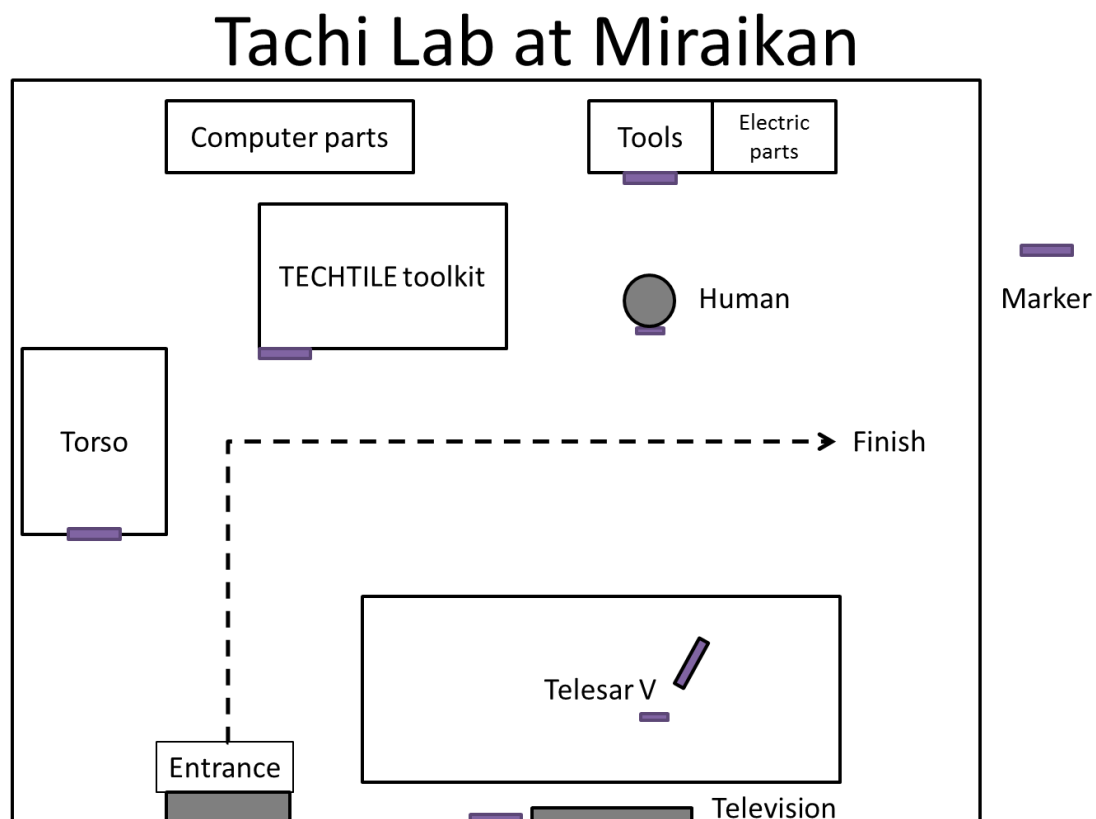 Tachi Lab at Miraikan
Computer parts
Tools
Electric
parts
TECHTILE toolkit
Human
Marker
Torso
Finish
Telesar V
Entrance
Television